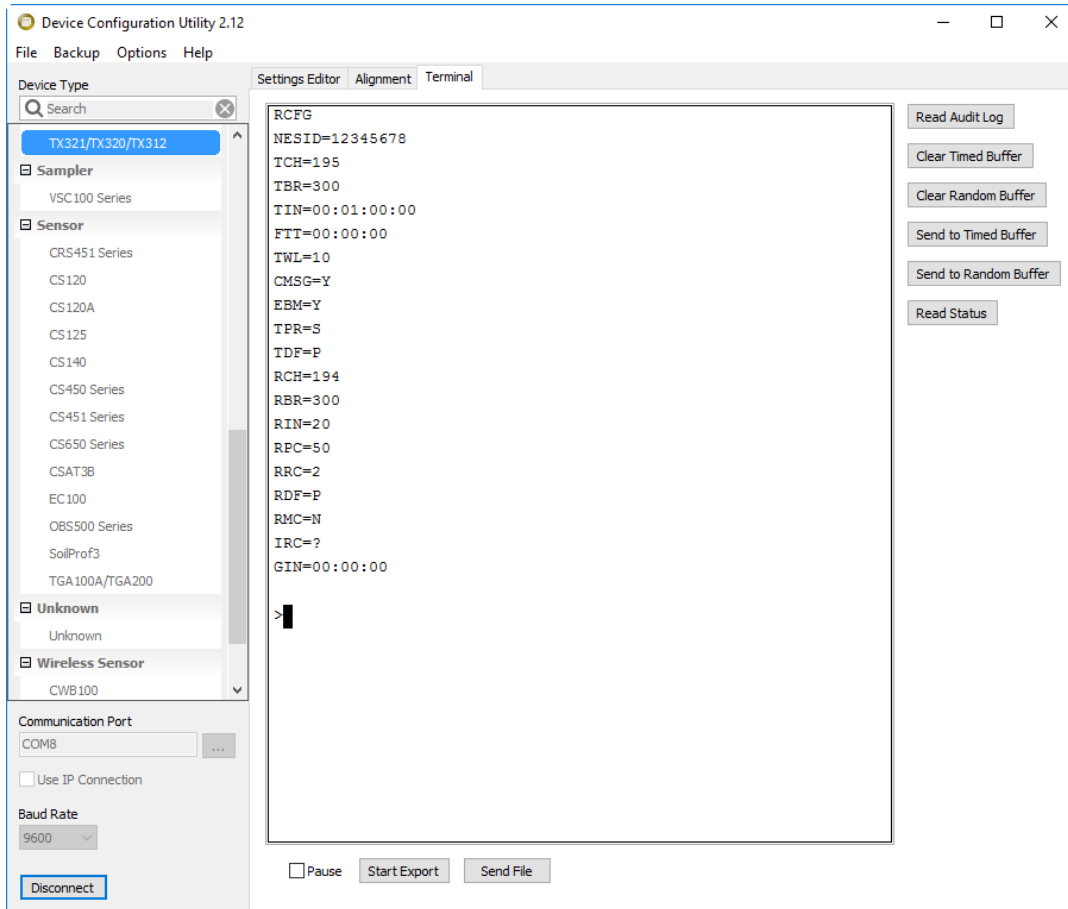 Device Configuration Utility 2.12
File Backup Options Help
Device Type
Search
TX321/TX320/TX312
Sampler
VSC100 Series
Sensor
CRS451 Series
CS120
CS120A
CS125
CS140
CS450 Series
CS451 Series
CS650 Series
CSAT3B
EC100
OBS500 Series
SoilProf3
TGA100A/TGA200
Unknown
Unknown
Wireless Sensor
CWB100
Communication Port
COM8
...
Use IP Connection
Baud Rate
9600
Disconnect
Settings Editor Alignment Terminal
RCFG
NESID=12345678
TCH=195
TBR=300
TIN=00:01:00:00
FTT=00:00:00
TWL=10
CMSG=Y
EBM=Y
TPR=S
TDF=P
RCH=194
RBR=300
RIN=20
RPC=50
RRC=2
RDF=P
RMC=N
IRC=?
GIN=00:00:00
>
Pause Start Export Send File
Read Audit Log
Clear Timed Buffer
Clear Random Buffer
Send to Timed Buffer
Send to Random Buffer
Read Status